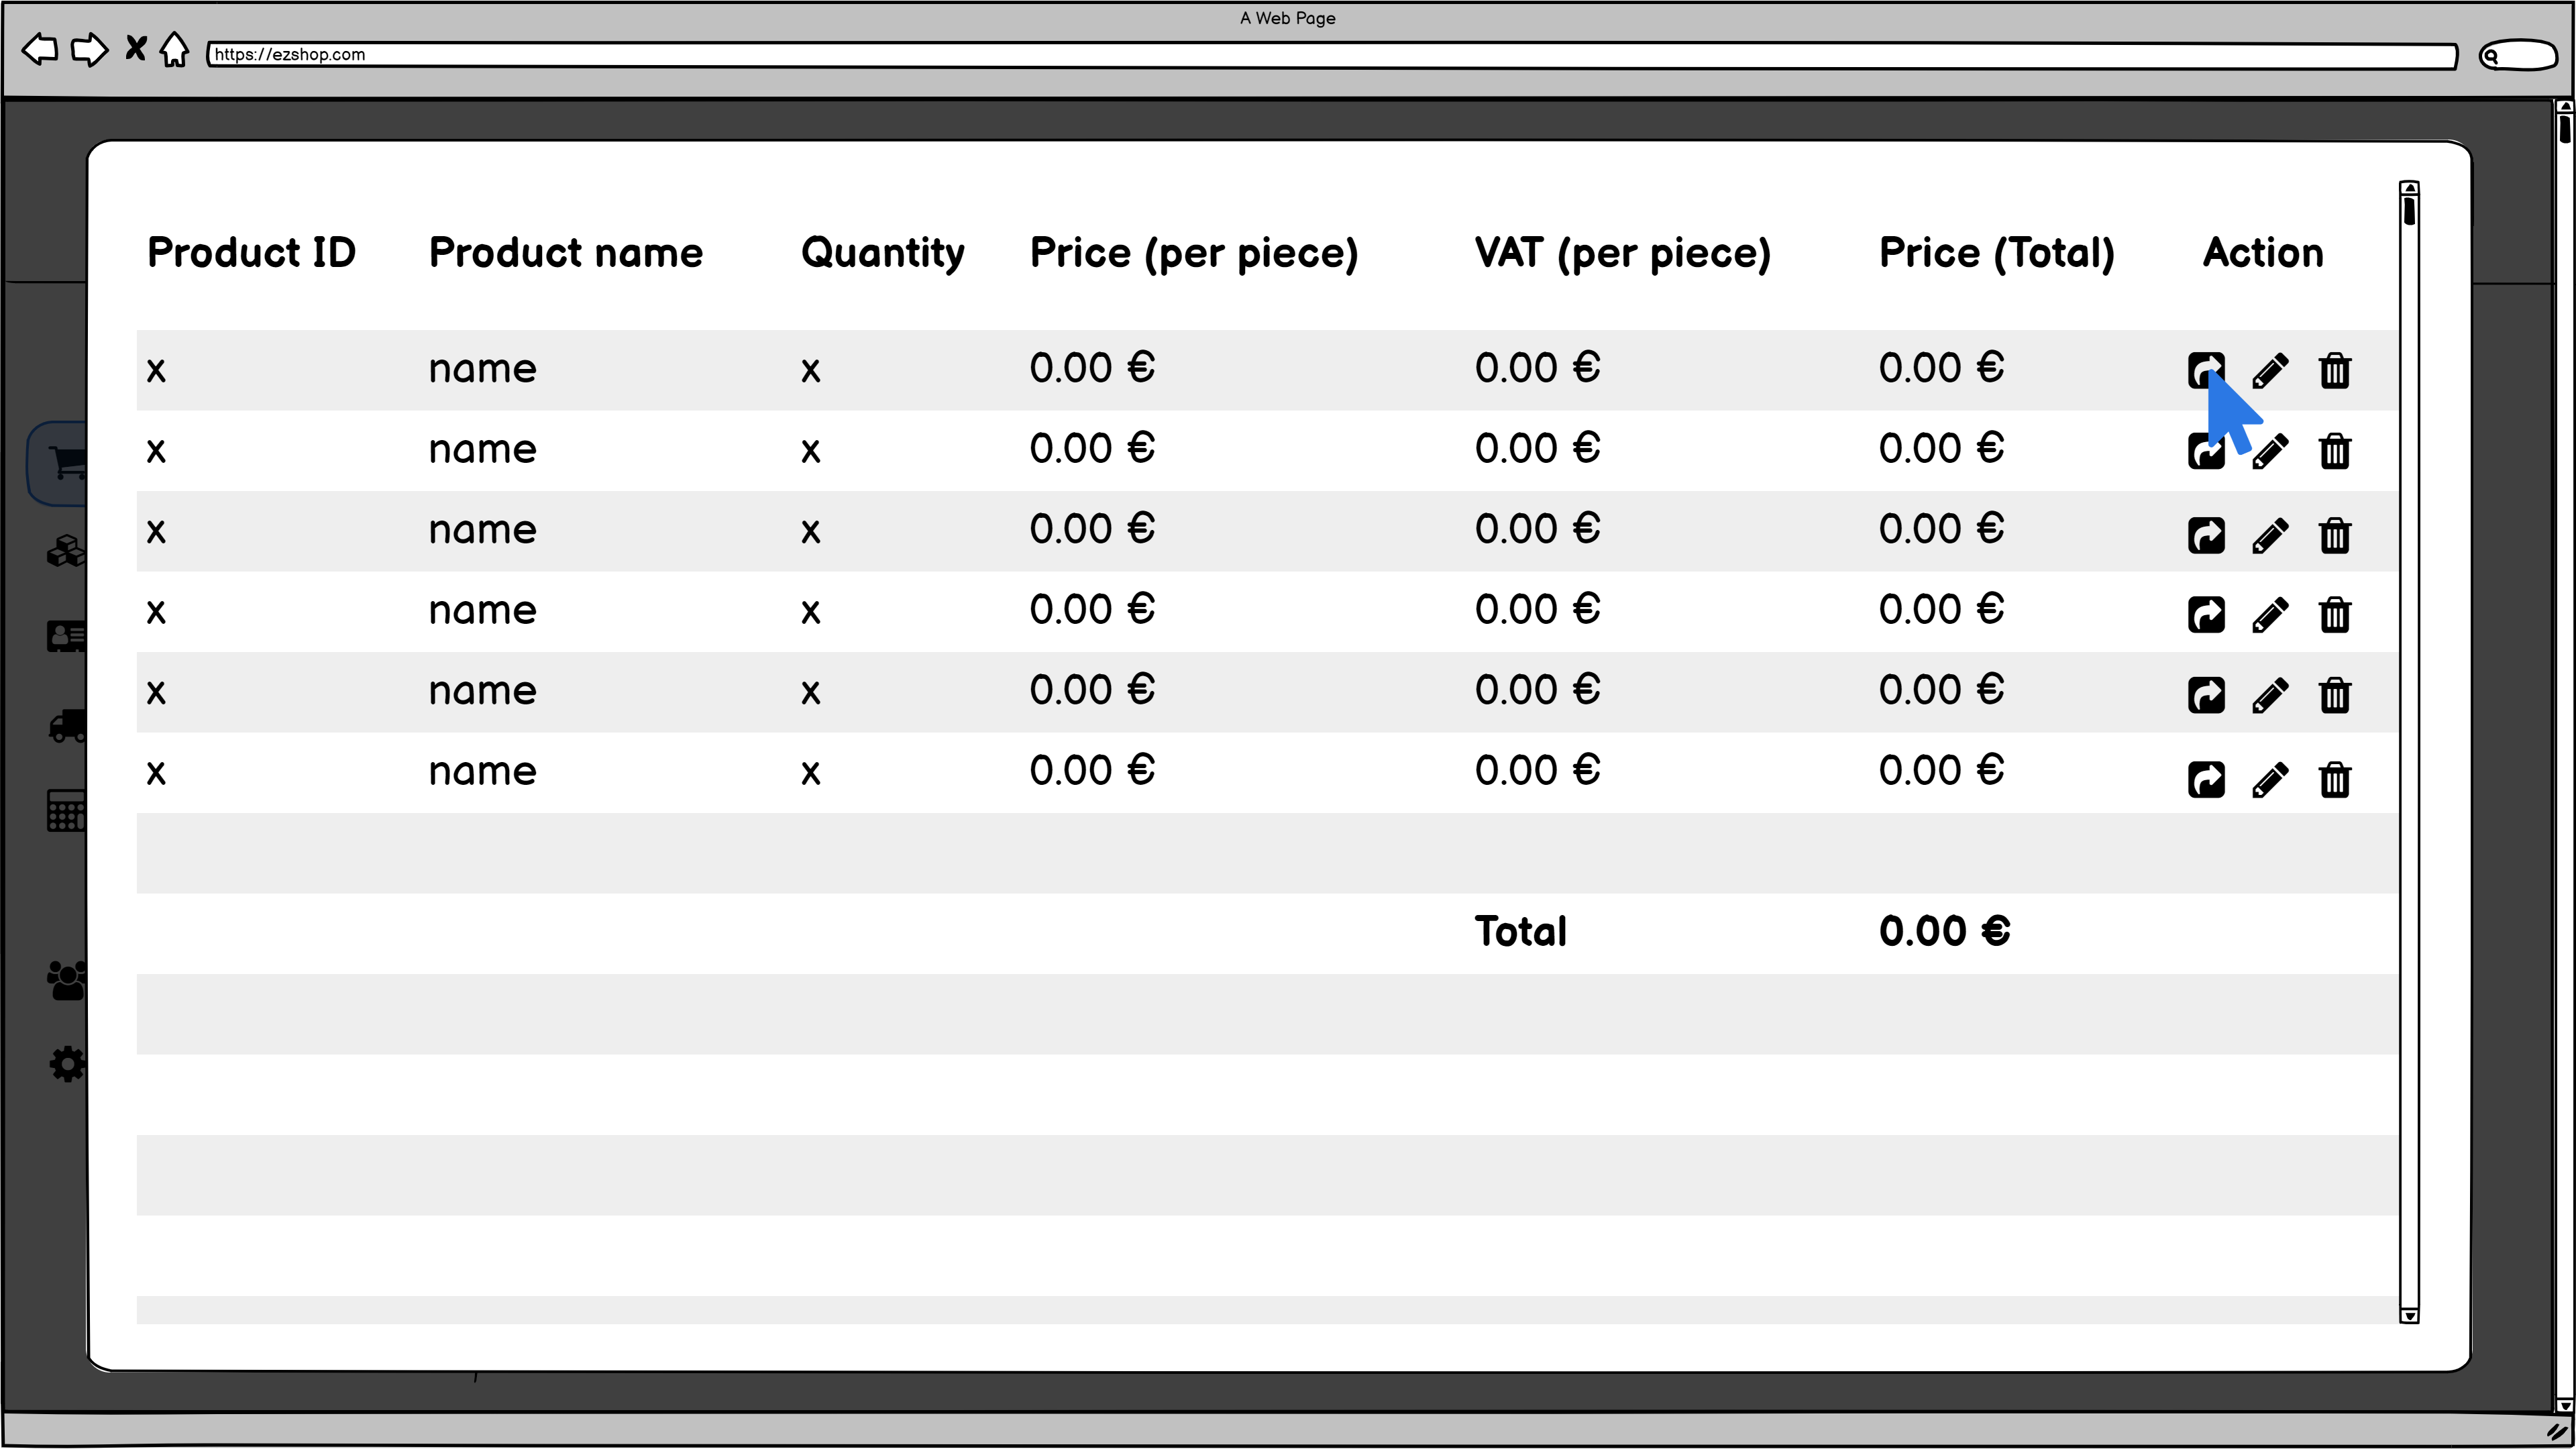 A Web Page
https://ezshop.com
Product ID Product name Quantity Price (per piece) VAT (per piece) Price (Total) Action
x name x 0.00 € 0.00 € 0.00 €
x name x 0.00 € 0.00 € 0.00 €
x name x 0.00 € 0.00 € 0.00 €
x name x 0.00 € 0.00 € 0.00 €
x name x 0.00 € 0.00 € 0.00 €
x name x 0.00 € 0.00 € 0.00 €
Total 0.00 €